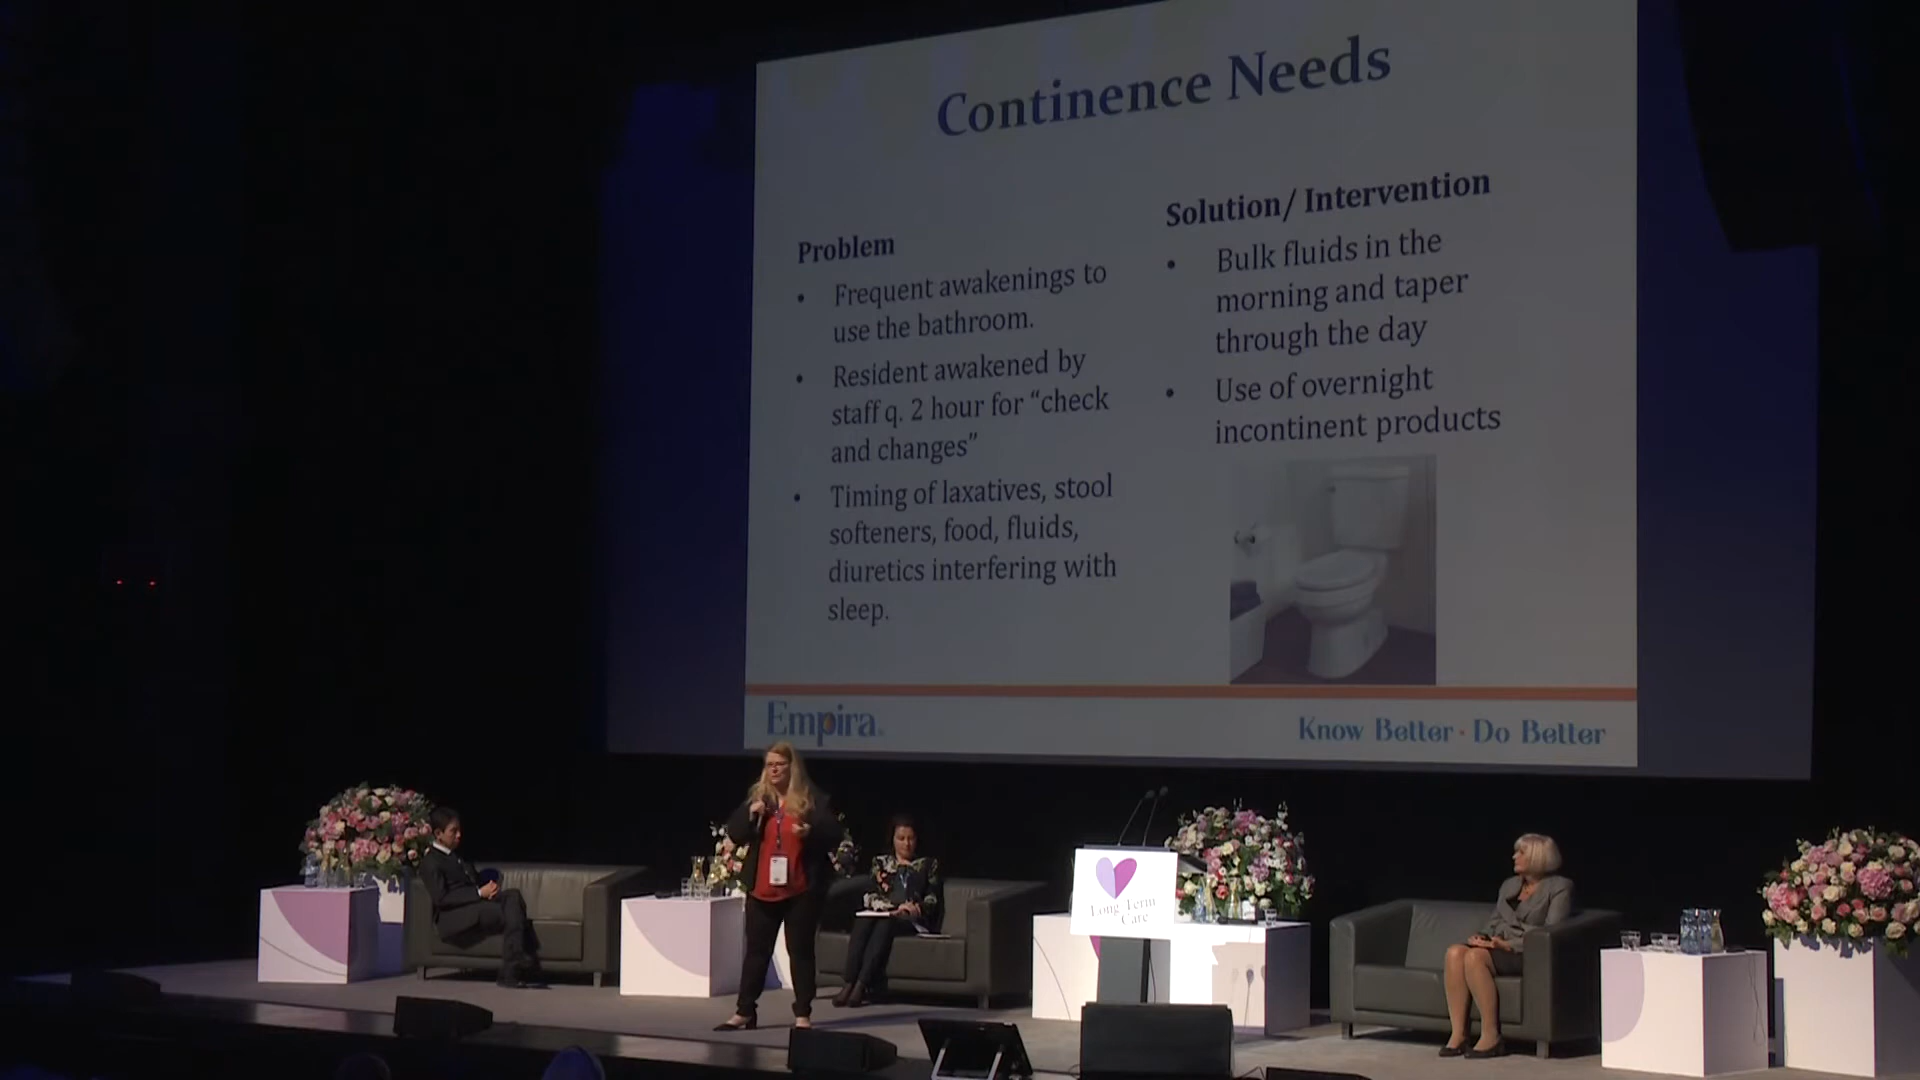 Continence Needs
Problem
• Frequent awakenings to
use the bathroom.
• Resident awakened by
staff q. 2 hour for “check
and changes”
• Timing of laxatives, stool
softeners, food, fluids,
diuretics interfering with
sleep.
Solution/ Intervention
• Bulk fluids in the
morning and taper
through the day
• Use of overnight
incontinent products
Empira
Know Better · Do Better
Long Term
Care